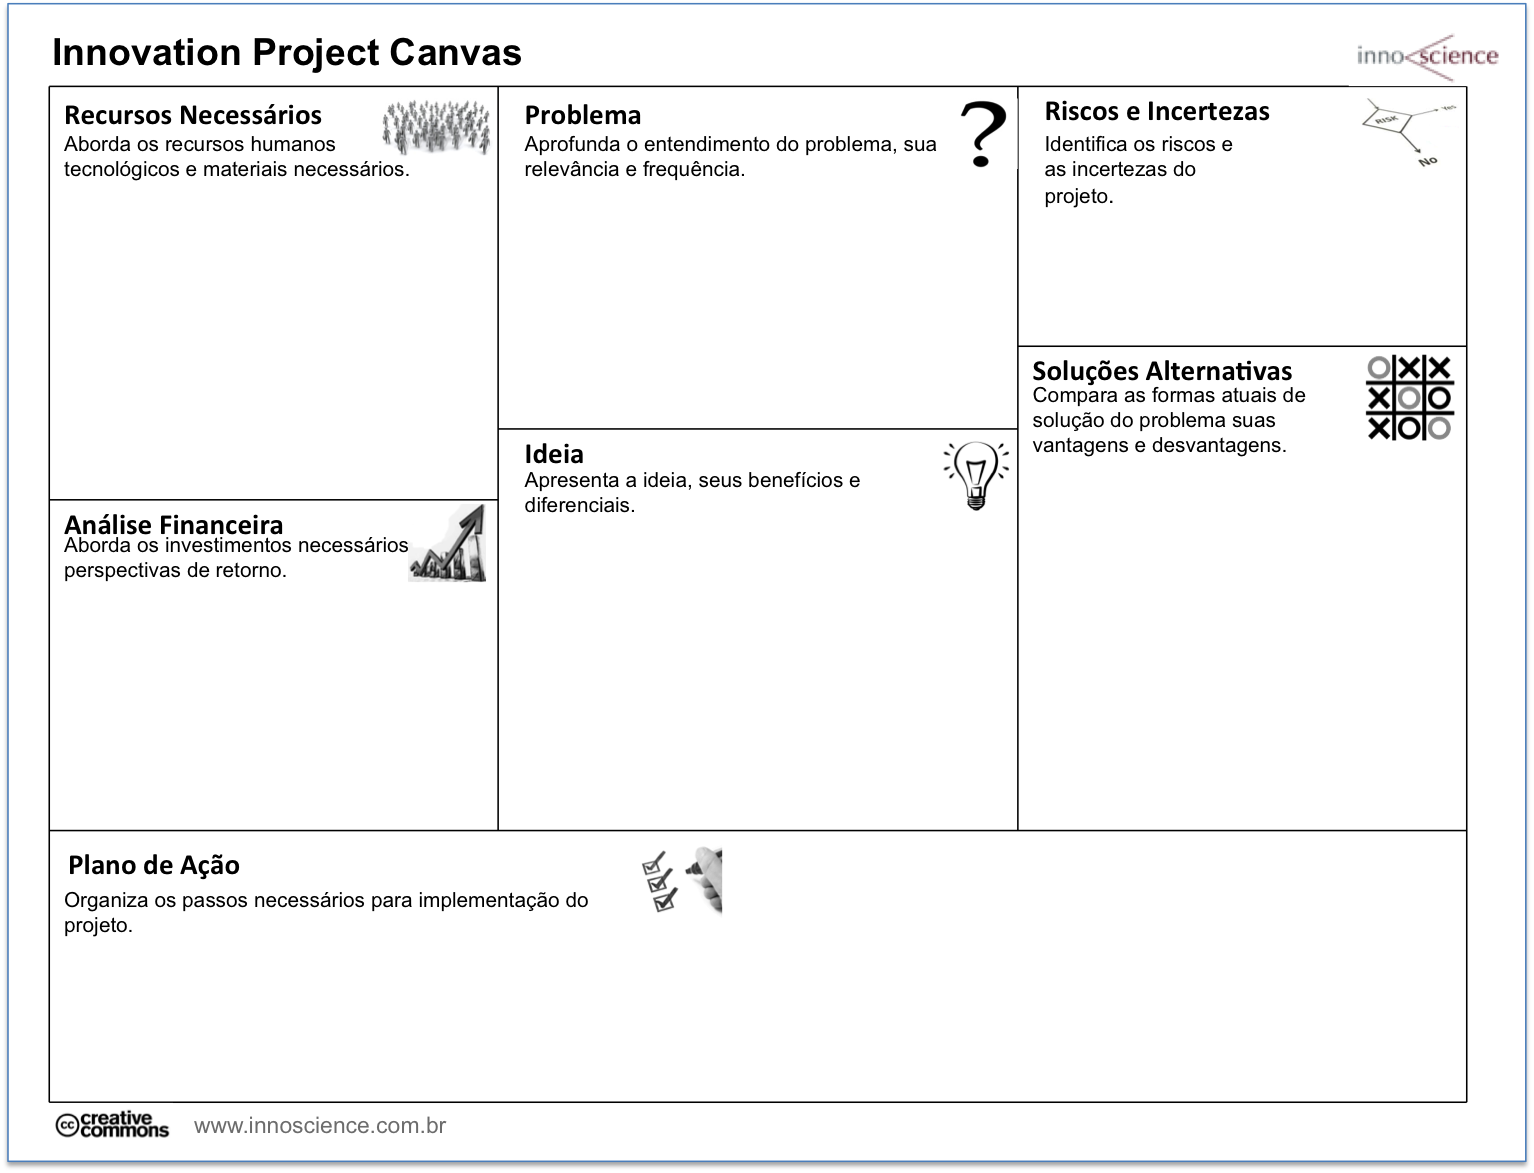 Innovation Project Canvas
inno science
Recursos Necessários
Aborda os recursos humanos
tecnológicos e materiais necessários.
Problema
Aprofunda o entendimento do problema, sua
relevância e frequência.
?
Riscos e Incertezas
Identifica os riscos e
as incertezas do
projeto.
RISK
Yes
No
Soluções Alternativas
Compara as formas atuais de
solução do problema suas
vantagens e desvantagens.
Ideia
Apresenta a ideia, seus benefícios e
diferenciais.
Análise Financeira
Aborda os investimentos necessários
perspectivas de retorno.
Plano de Ação
Organiza os passos necessários para implementação do
projeto.
cc creative
commons
www.innoscience.com.br